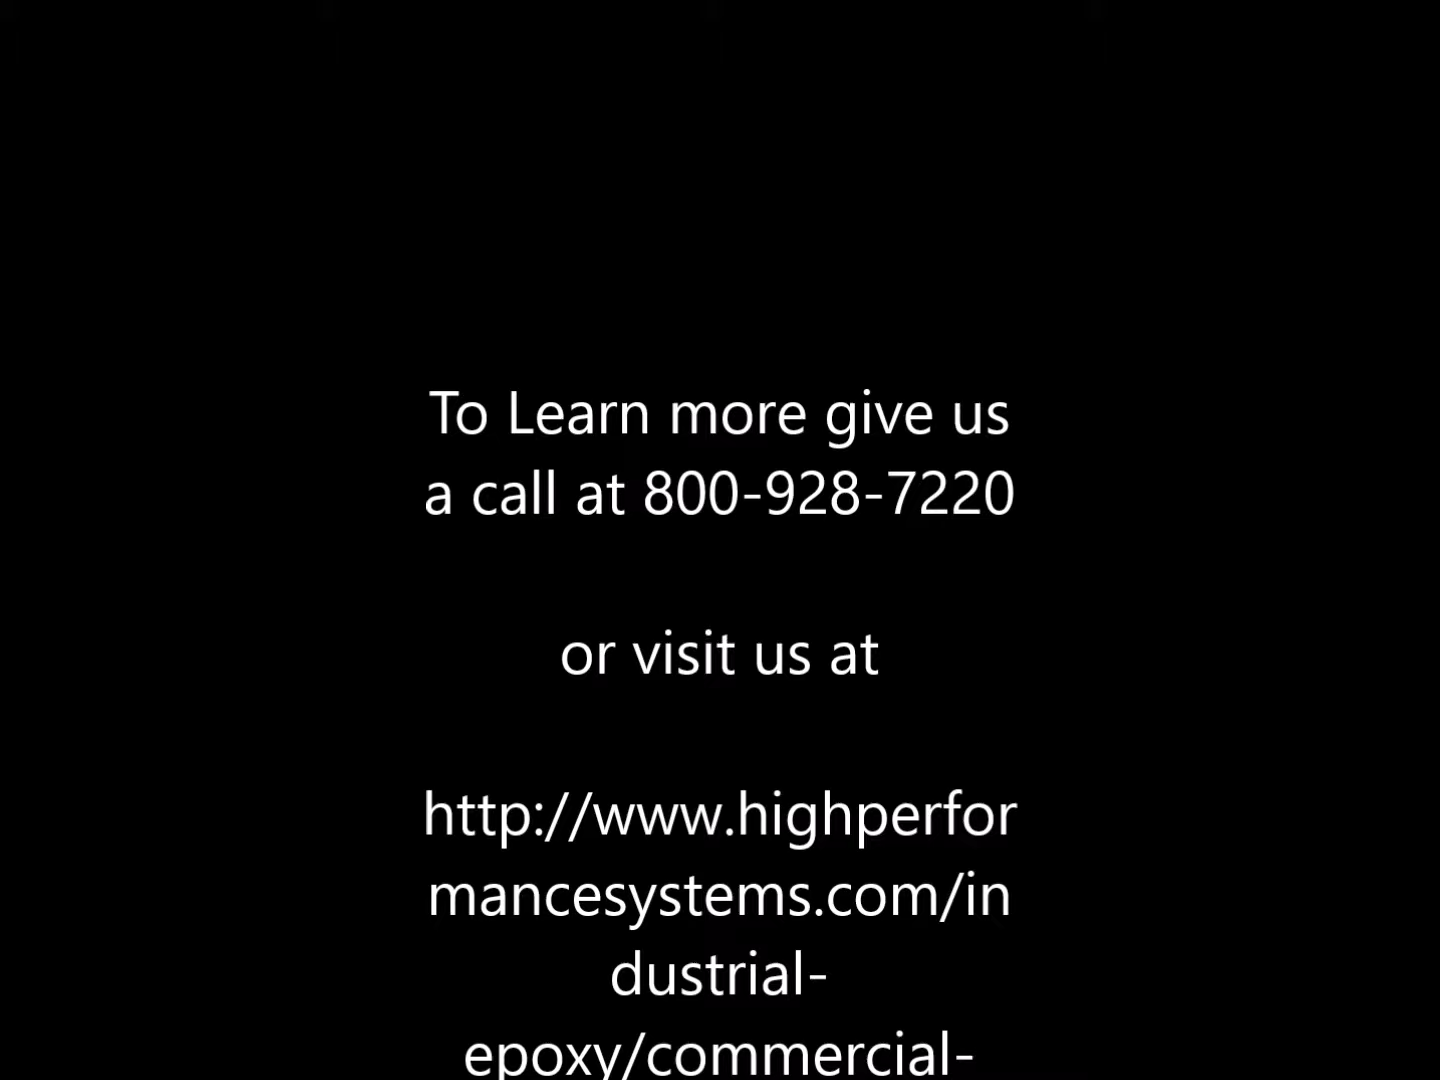 To Learn more give us
a call at 800-928-7220
or visit us at
http://www.highperfor
mancesystems.com/in
dustrial-
epoxy/commercial-